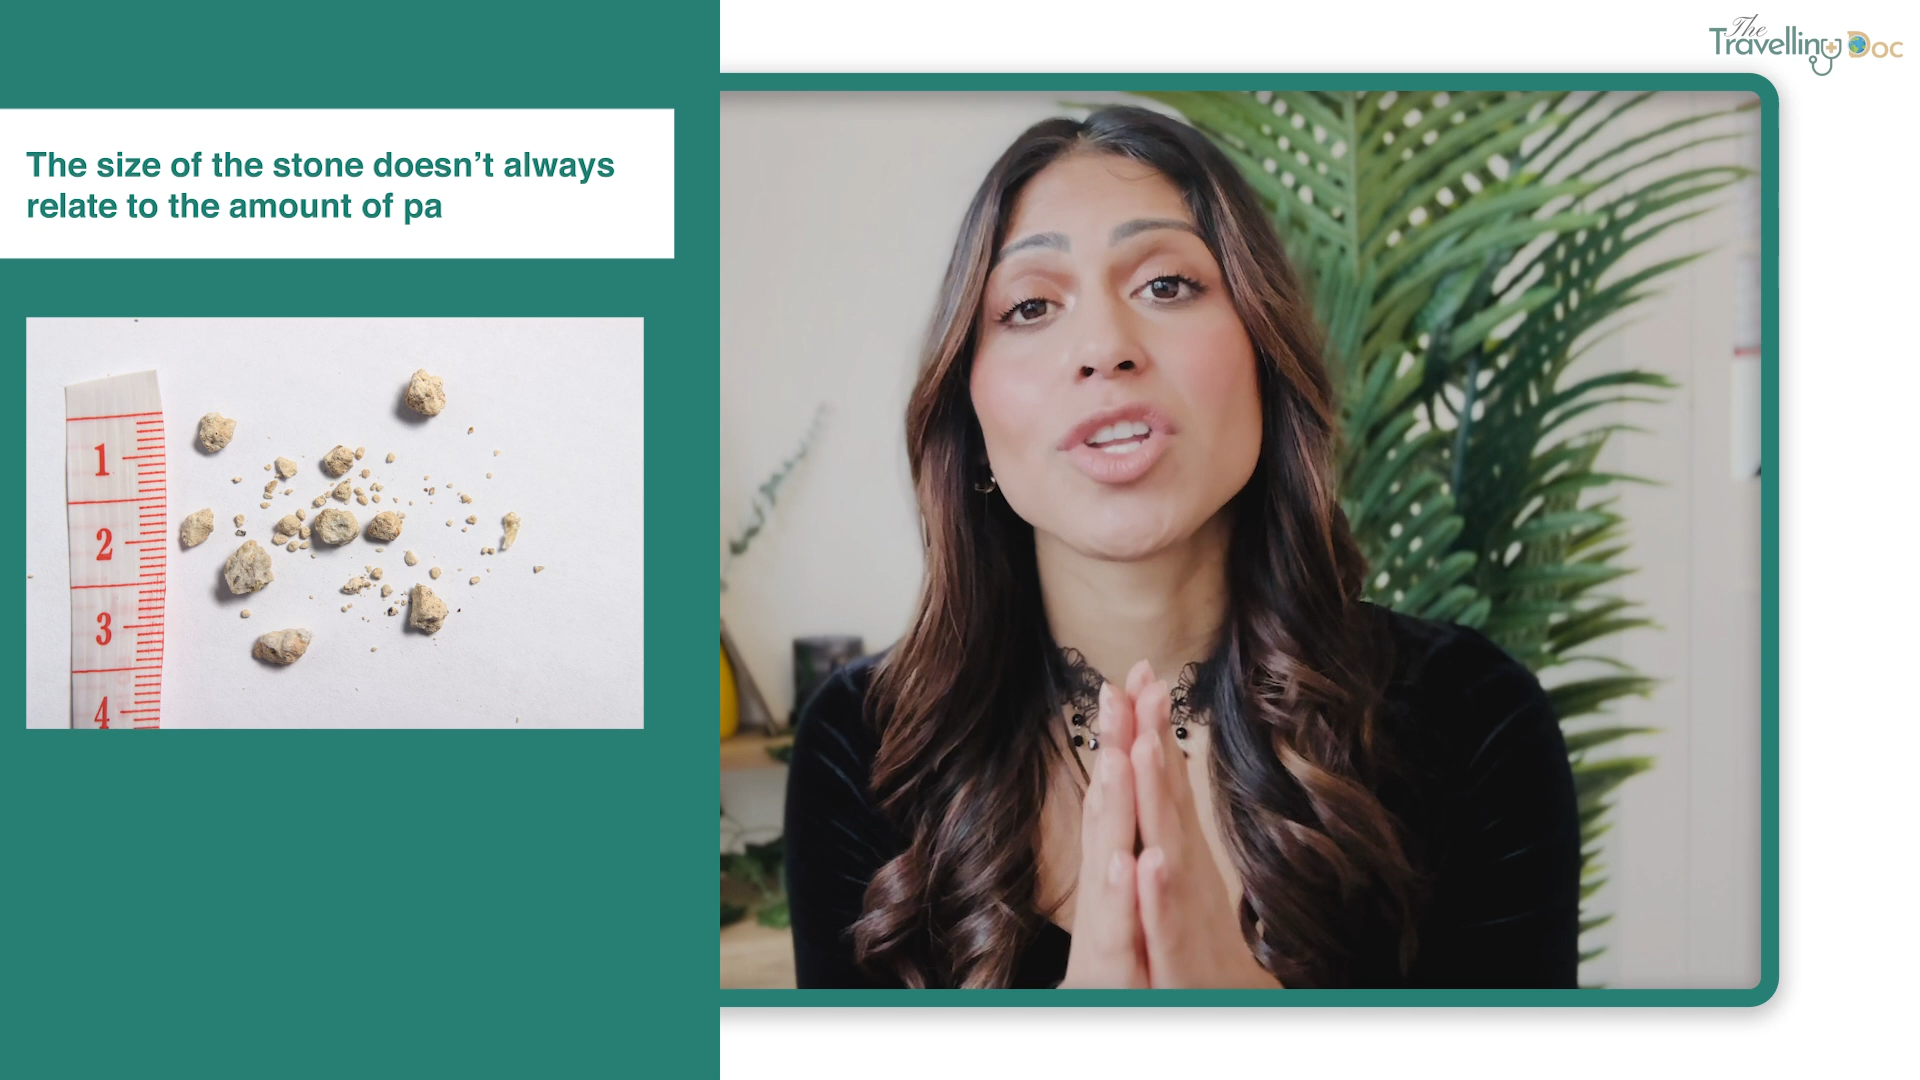 The
Travelling Doc
The size of the stone doesn’t always
relate to the amount of pa
1
2
3
4